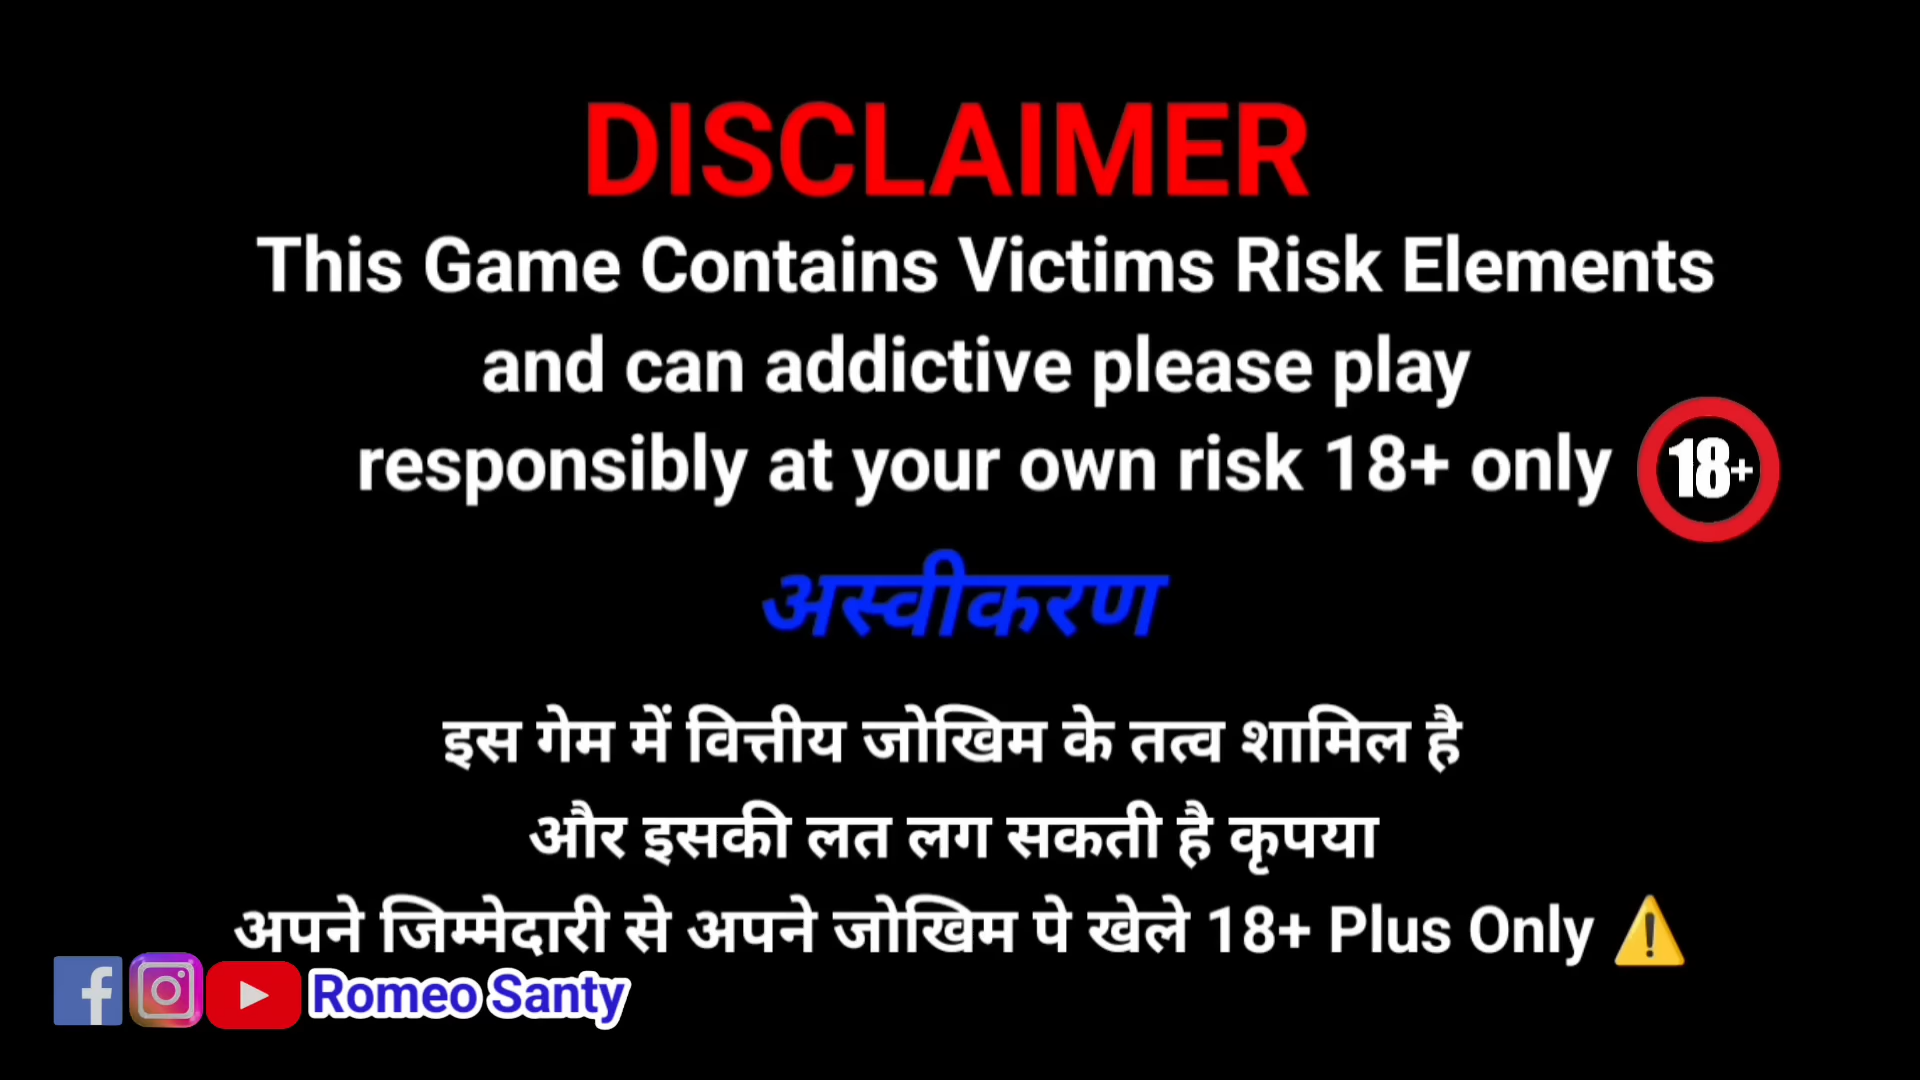 DISCLAIMER
This Game Contains Victims Risk Elements
and can addictive please play
responsibly at your own risk 18+ only
18+
अस्वीकरण
इस गेम में वित्तीय जोखिम के तत्व शामिल है
और इसकी लत लग सकती है कृपया
अपने जिम्मेदारी से अपने जोखिम पे खेले 18+ Plus Only
Romeo Santy